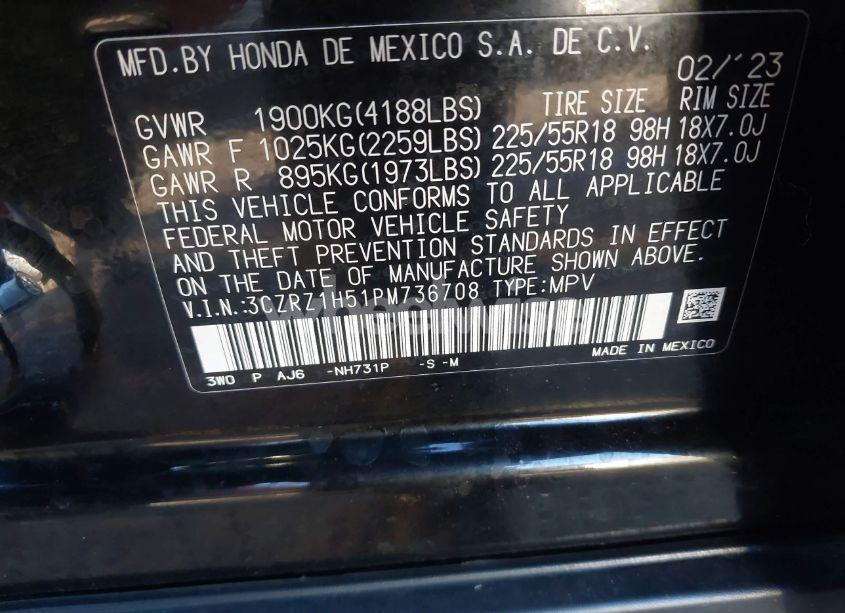 MFD.BY HONDA DE MEXICO S.A. DE C.V.
02/'23
GVWR 1900KG(4188LBS) TIRE SIZE RIM SIZE
GAWR F 1025KG(2259LBS) 225/55R18 98H 18X7.0J
GAWR R 895KG(1973LBS) 225/55R18 98H 18X7.0J
THIS VEHICLE CONFORMS TO ALL APPLICABLE
FEDERAL MOTOR VEHICLE SAFETY
AND THEFT PREVENTION STANDARDS IN EFFECT
ON THE DATE OF MANUFACTURE SHOWN ABOVE.
V.I.N.:3CZRZ1H51PM736708 TYPE:MPV
MADE IN MEXICO
3W0 P AJ6 -NH731P -S -M